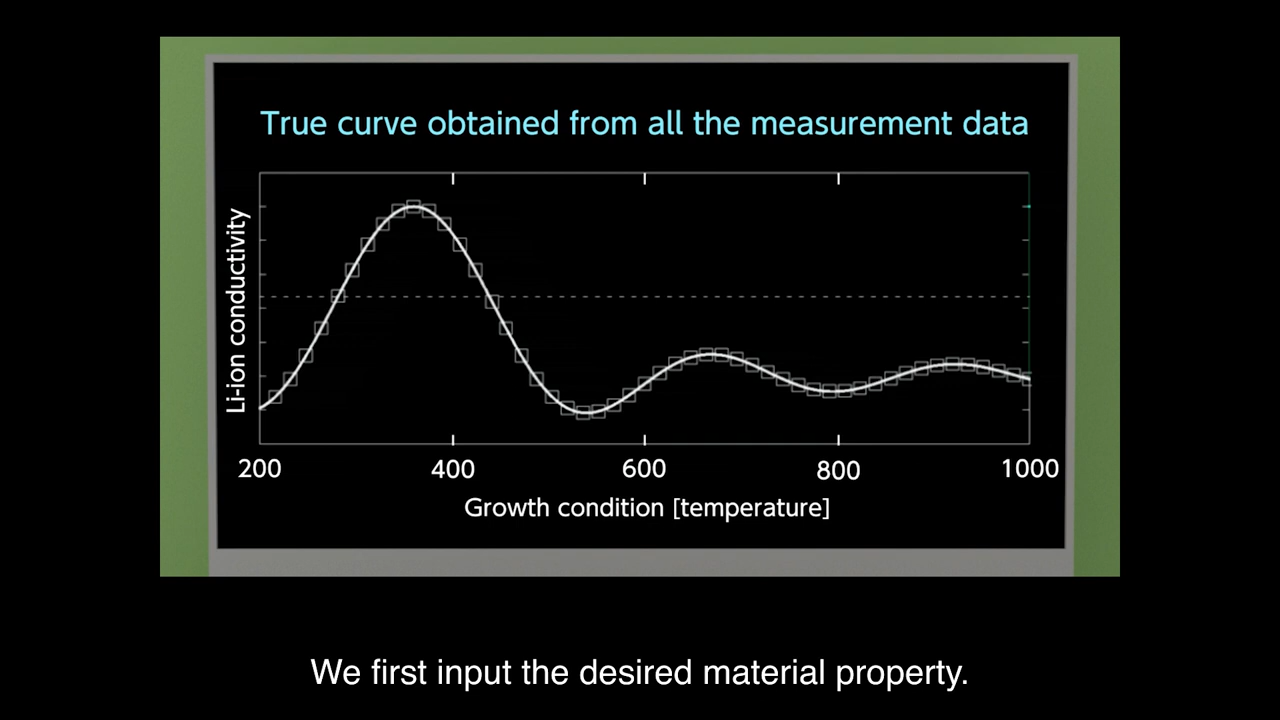 True curve obtained from all the measurement data
Li-ion conductivity
200 400 600 800 1000
Growth condition [temperature]
We first input the desired material property.